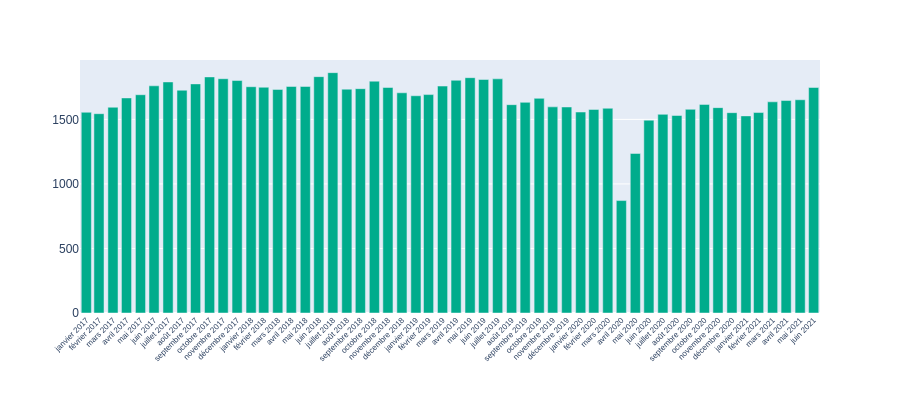 1500
1000
500
0
janvier 2017
février 2017
mars 2017
avril 2017
mai 2017
juin 2017
juillet 2017
août 2017
septembre 2017
octobre 2017
novembre 2017
décembre 2017
janvier 2018
février 2018
mars 2018
avril 2018
mai 2018
juin 2018
juillet 2018
août 2018
septembre 2018
octobre 2018
novembre 2018
décembre 2018
janvier 2019
février 2019
mars 2019
avril 2019
mai 2019
juin 2019
juillet 2019
août 2019
septembre 2019
octobre 2019
novembre 2019
décembre 2019
janvier 2020
février 2020
mars 2020
avril 2020
mai 2020
juin 2020
juillet 2020
août 2020
septembre 2020
octobre 2020
novembre 2020
décembre 2020
janvier 2021
février 2021
mars 2021
avril 2021
mai 2021
juin 2021